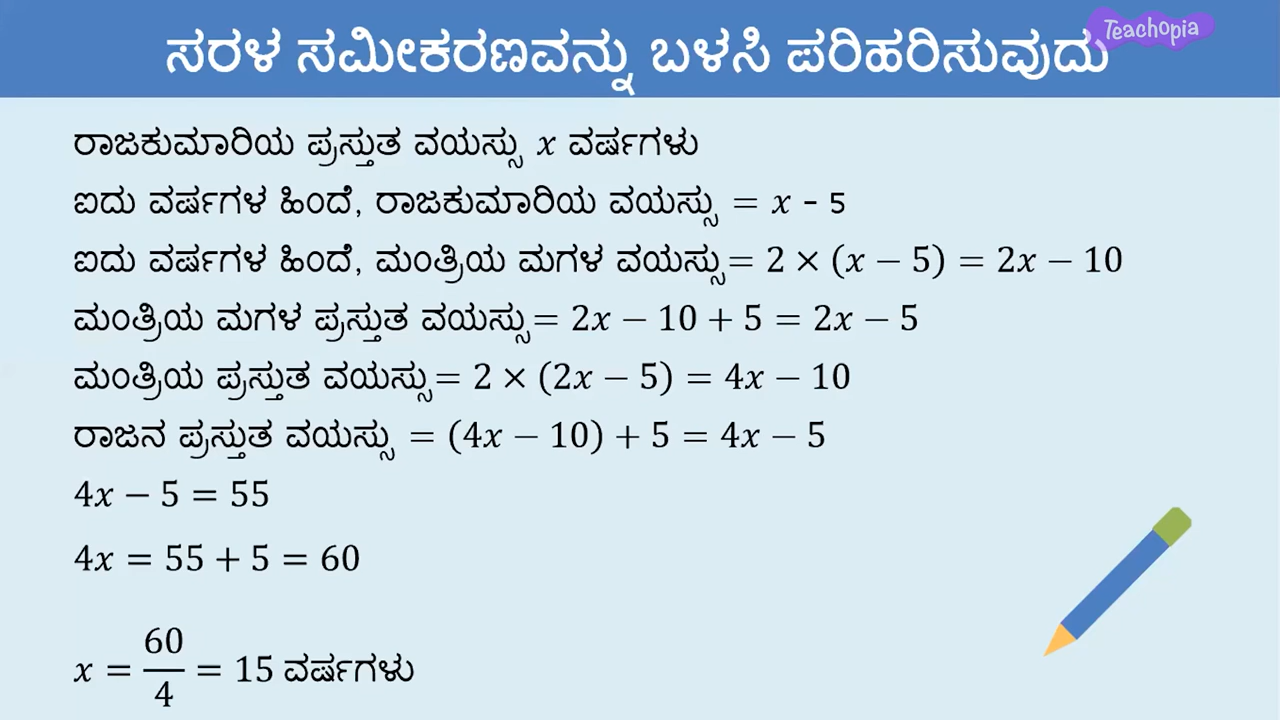 ಸರಳ ಸಮೀಕರಣವನ್ನು ಬಳಸಿ ಪರಿಹರಿಸುವುದು
Teachopia
ರಾಜಕುಮಾರಿಯ ಪ್ರಸ್ತುತ ವಯಸ್ಸು x ವರ್ಷಗಳು
ಐದು ವರ್ಷಗಳ ಹಿಂದೆ, ರಾಜಕುಮಾರಿಯ ವಯಸ್ಸು = x - 5
ಐದು ವರ್ಷಗಳ ಹಿಂದೆ, ಮಂತ್ರಿಯ ಮಗಳ ವಯಸ್ಸು= 2 × (x − 5) = 2x − 10
ಮಂತ್ರಿಯ ಮಗಳ ಪ್ರಸ್ತುತ ವಯಸ್ಸು= 2x − 10 + 5 = 2x − 5
ಮಂತ್ರಿಯ ಪ್ರಸ್ತುತ ವಯಸ್ಸು= 2 × (2x − 5) = 4x − 10
ರಾಜನ ಪ್ರಸ್ತುತ ವಯಸ್ಸು = (4x − 10) + 5 = 4x − 5
4x − 5 = 55
4x = 55 + 5 = 60
x = 60/4 = 15 ವರ್ಷಗಳು